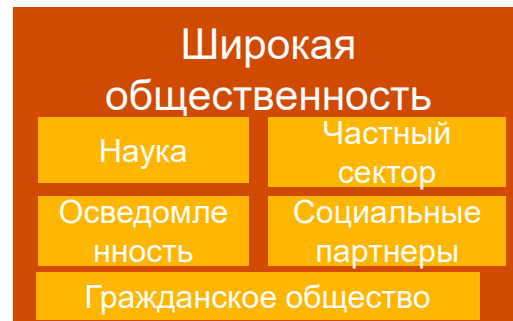 Широкая
общественность
Наука
Частный
сектор
Осведомле
нность
Социальные
партнеры
Гражданское общество